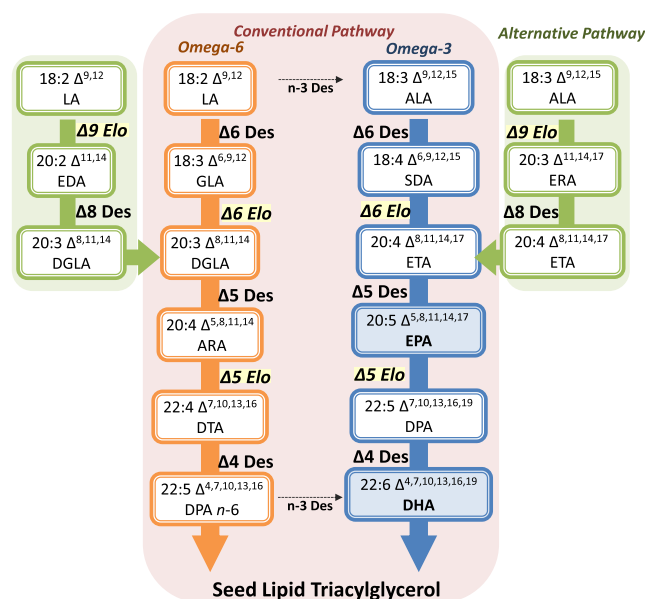 Conventional Pathway
Omega-6
Omega-3
Alternative Pathway
18:2 Δ9,12
LA
Δ9 Elo
20:2 Δ11,14
EDA
Δ8 Des
20:3 Δ8,11,14
DGLA
18:2 Δ9,12
LA
n-3 Des
Δ6 Des
18:3 Δ6,9,12
GLA
Δ6 Elo
20:3 Δ8,11,14
DGLA
Δ5 Des
20:4 Δ5,8,11,14
ARA
Δ5 Elo
22:4 Δ7,10,13,16
DTA
Δ4 Des
22:5 Δ4,7,10,13,16
DPA n-6
n-3 Des
18:3 Δ9,12,15
ALA
Δ6 Des
18:4 Δ6,9,12,15
SDA
Δ6 Elo
20:4 Δ8,11,14,17
ETA
Δ5 Des
20:5 Δ5,8,11,14,17
EPA
Δ5 Elo
22:5 Δ7,10,13,16,19
DPA
Δ4 Des
22:6 Δ4,7,10,13,16,19
DHA
18:3 Δ9,12,15
ALA
Δ9 Elo
20:3 Δ11,14,17
ERA
Δ8 Des
20:4 Δ8,11,14,17
ETA
Seed Lipid Triacylglycerol